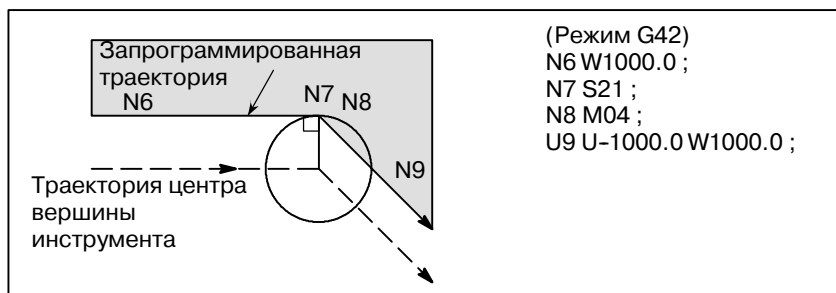 Запрограммированная
траектория
N6
N7 N8
N9
Траектория центра
вершины
инструмента
(Режим G42)
N6 W1000.0 ;
N7 S21 ;
N8 M04 ;
U9 U-1000.0 W1000.0 ;